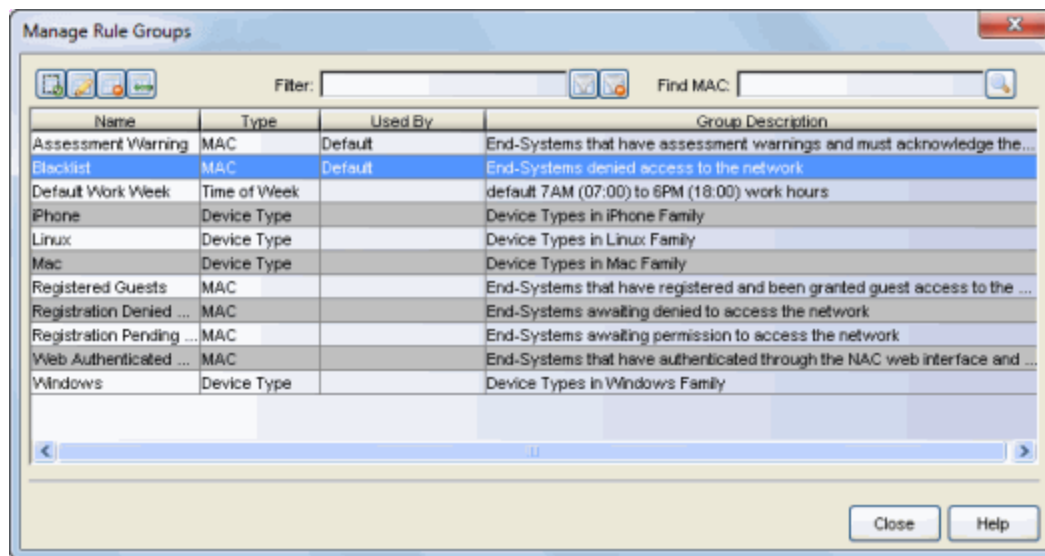 Manage Rule Groups
Filter: Find MAC:
Name Type Used By Group Description
Assessment Warning MAC Default End-Systems that have assessment warnings and must acknowledge the...
Blacklist MAC Default End-Systems denied access to the network
Default Work Week Time of Week default 7AM (07:00) to 6PM (18:00) work hours
iPhone Device Type Device Types in iPhone Family
Linux Device Type Device Types in Linux Family
Mac Device Type Device Types in Mac Family
Registered Guests MAC End-Systems that have registered and been granted guest access to the ...
Registration Denied ... MAC End-Systems awaiting denied to access the network
Registration Pending ... MAC End-Systems awaiting permission to access the network
Web Authenticated ... MAC End-Systems that have authenticated through the NAC web interface and ...
Windows Device Type Device Types in Windows Family
Close Help